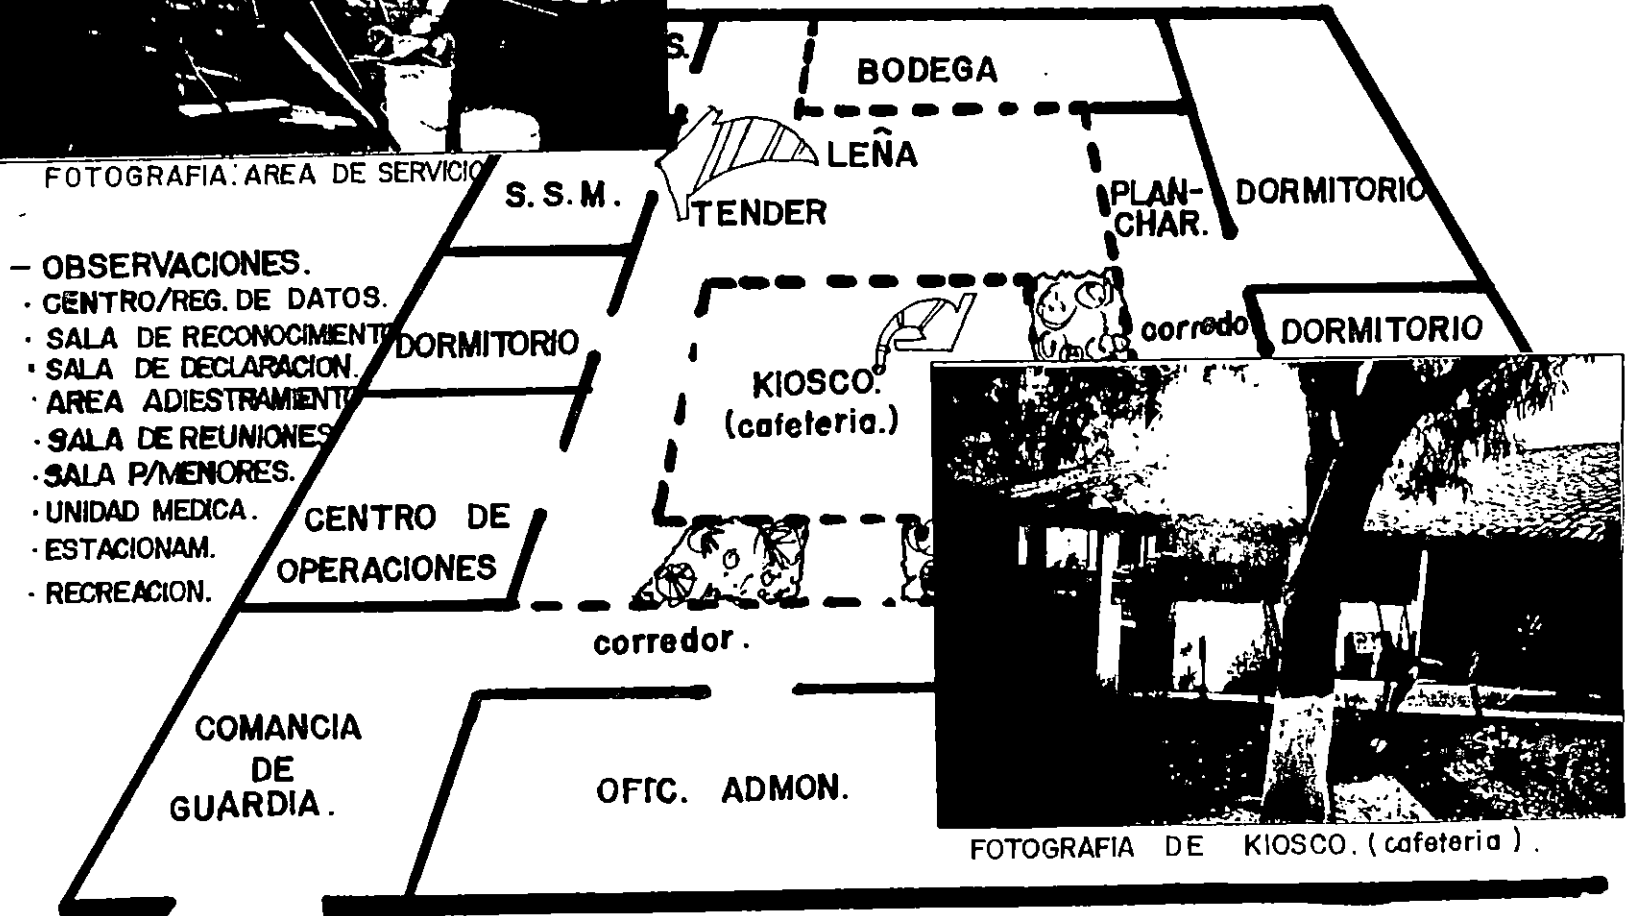 S.
BODEGA
LEÑA
FOTOGRAFIA: AREA DE SERVICIO
S. S. M.
TENDER
PLAN-
CHAR.
DORMITORIO
- OBSERVACIONES.
· CENTRO/REG. DE DATOS.
· SALA DE RECONOCIMIENTO
· SALA DE DECLARACION.
· AREA ADIESTRAMIENTO
· SALA DE REUNIONES
· SALA P/MENORES.
· UNIDAD MEDICA.
· ESTACIONAM.
· RECREACION.
DORMITORIO
corredo
DORMITORIO
KIOSCO.
(cafeteria.)
CENTRO DE
OPERACIONES
corredor.
COMANCIA
DE
GUARDIA.
OFIC. ADMON.
FOTOGRAFIA DE KIOSCO. (cafeteria).